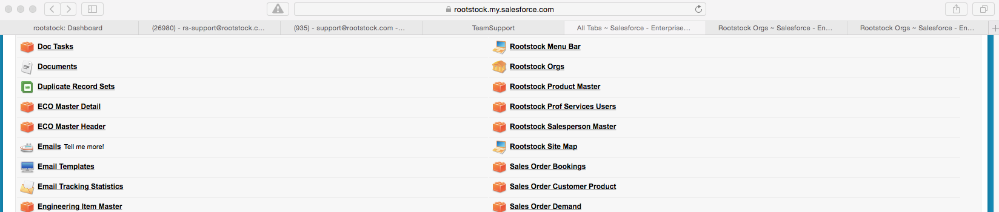 rootstock.my.salesforce.com
rootstock: Dashboard
(26980) - rs-support@rootstock.c...
(935) - support@rootstock.com -...
TeamSupport
All Tabs ~ Salesforce - Enterprise...
Rootstock Orgs ~ Salesforce - En...
Rootstock Orgs ~ Salesforce - En...
Doc Tasks
Documents
Duplicate Record Sets
ECO Master Detail
ECO Master Header
Emails Tell me more!
Email Templates
Email Tracking Statistics
Engineering Item Master
Rootstock Menu Bar
Rootstock Orgs
Rootstock Product Master
Rootstock Prof Services Users
Rootstock Salesperson Master
Rootstock Site Map
Sales Order Bookings
Sales Order Customer Product
Sales Order Demand